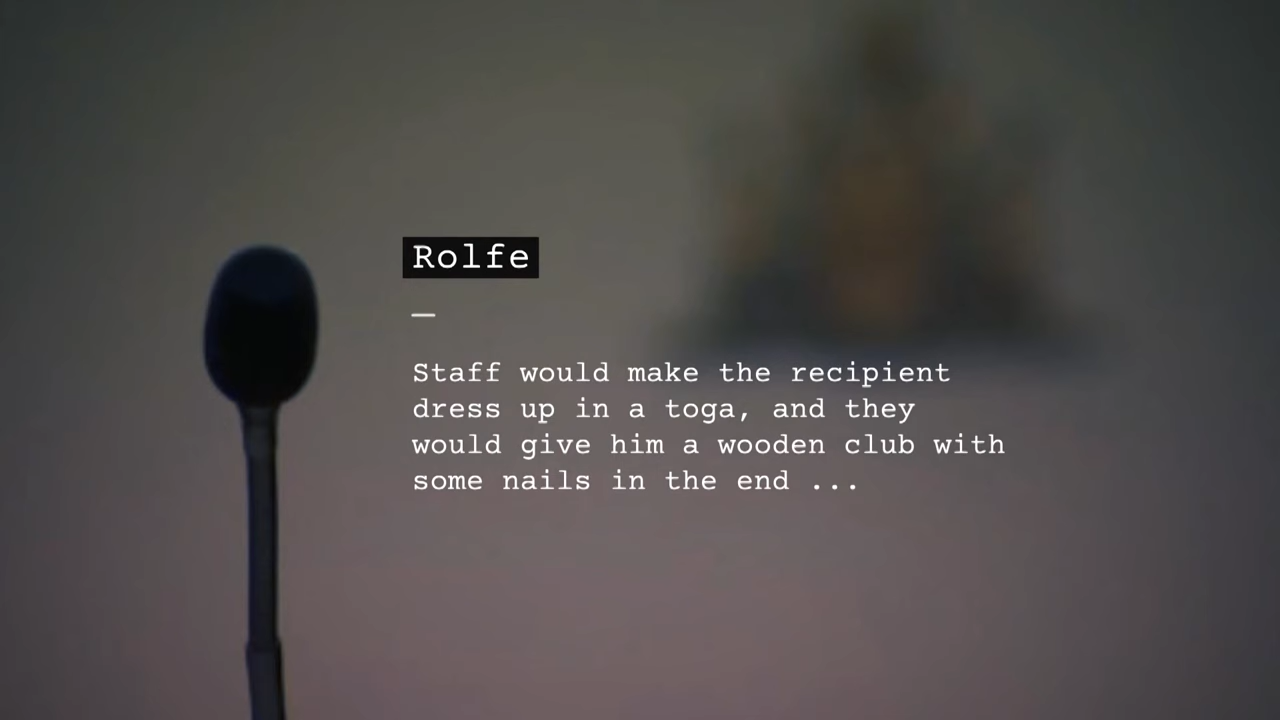 Rolfe
—
Staff would make the recipient
dress up in a toga, and they
would give him a wooden club with
some nails in the end ...